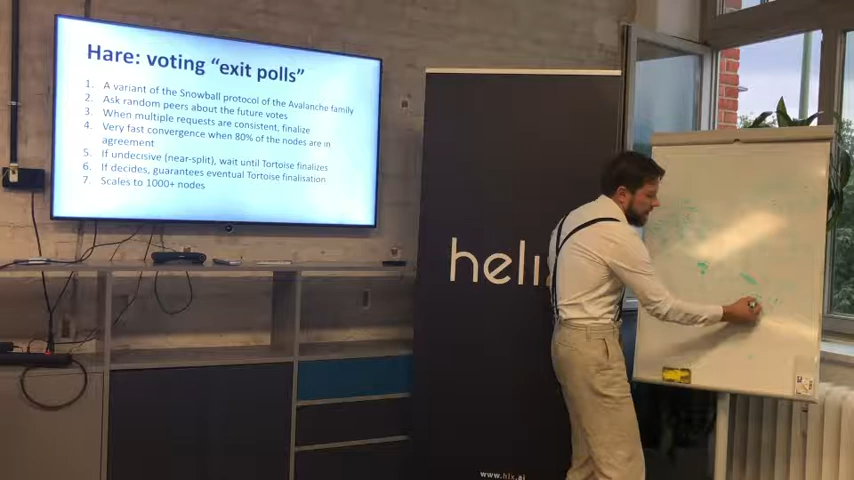 Hare: voting “exit polls”
1. A variant of the Snowball protocol of the Avalanche family
2. Ask random peers about the future votes
3. When multiple requests are consistent, finalize
4. Very fast convergence when 80% of the nodes are in
agreement
5. If undecisive (near-split), wait until Tortoise finalizes
6. If decides, guarantees eventual Tortoise finalisation
7. Scales to 1000+ nodes
heli
www.hlx.ai